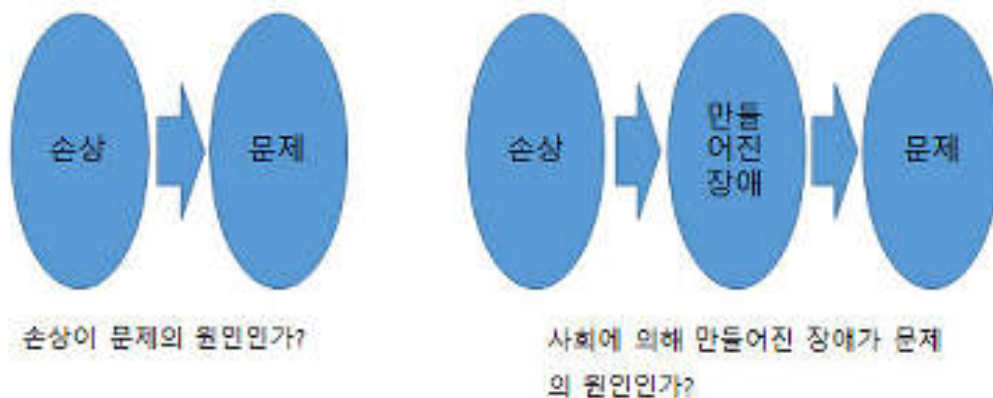 손상
문제
손상이 문제의 원인인가?
손상
만들
어진
장애
문제
사회에 의해 만들어진 장애가 문제
의 원인인가?